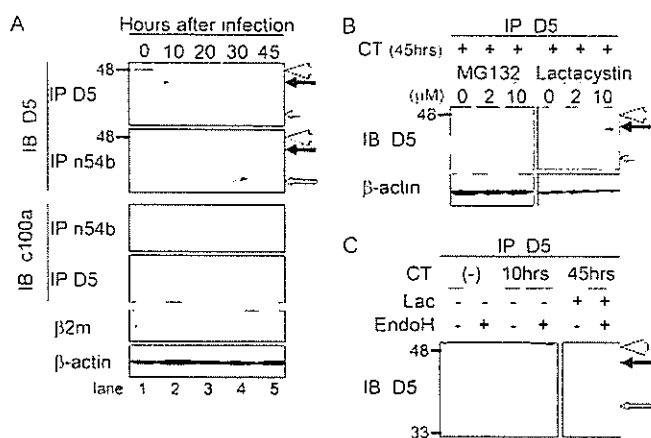 A
Hours after infection
0 10 20 30 45
IB D5
48
IP D5
48
IP n54b
IB c100a
IP n54b
IP D5
β2m
β-actin
lane 1 2 3 4 5
B
IP D5
CT (45hrs) + + + + + +
MG132 Lactacystin
(μM) 0 2 10 0 2 10
48
IB D5
β-actin
C
IP D5
CT (-) 10hrs 45hrs
Lac - - - - + +
EndoH - + - + - +
48
IB D5
33